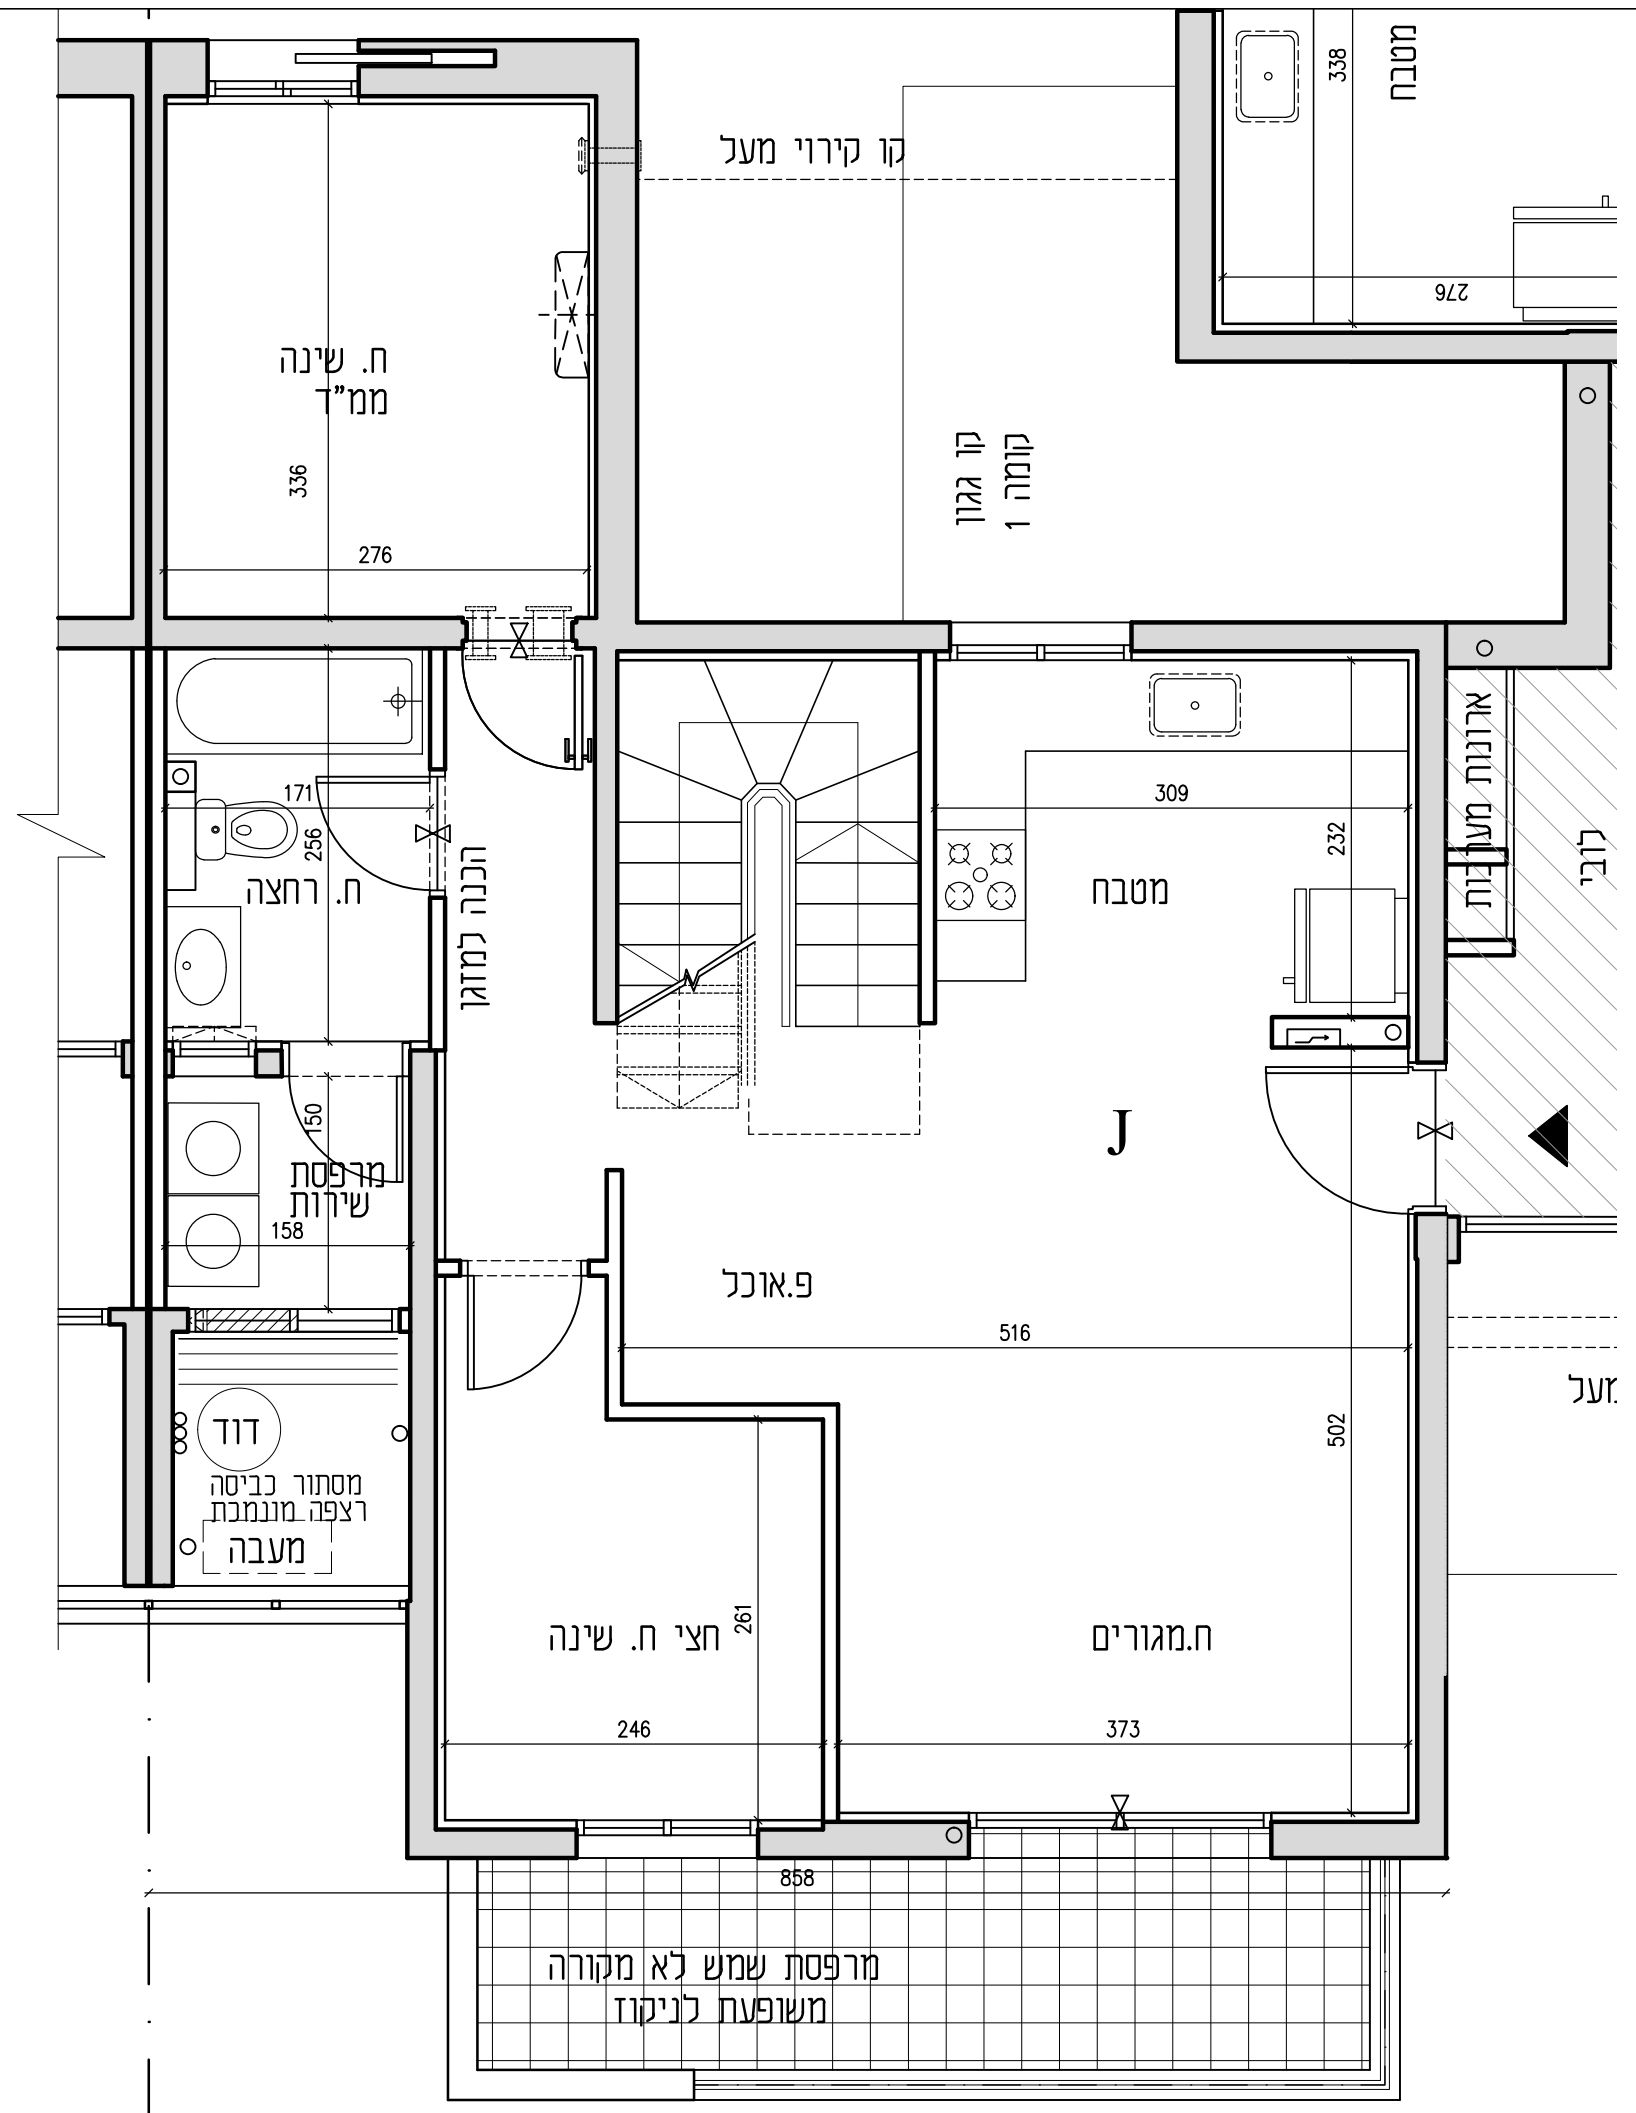 338
מטבח
קו קירוי מעל
276
ח. שינה
ממ"ד
336
קו גגון
קומה 1
276
ארונות מערכות
לובי
171
309
256
232
ח. רחצה
הכנה למזגן
מטבח
150
J
מרפסת
שירות
158
פ.אוכל
516
מעל
502
דוד
מסתור כביסה
רצפה מונמכת
מעבה
261
חצי ח. שינה
ח.מגורים
246
373
858
מרפסת שמש לא מקורה
משופעת לניקוז